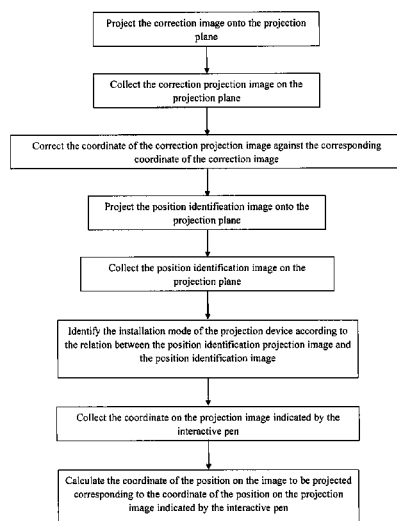 Project the correction image onto the projection
plane
Collect the correction projection image on the
projection plane
Correct the coordinate of the correction projection image against the corresponding
coordinate of the correction image
Project the position identification image onto the
projection plane
Collect the position identification image on the
projection plane
Identify the installation mode of the projection device according to
the relation between the position identification projection image and
the position identification image
Collect the coordinate on the projection image indicated by the
interactive pen
Calculate the coordinate of the position on the image to be projected
corresponding to the coordinate of the position on the projection
image indicated by the interactive pen